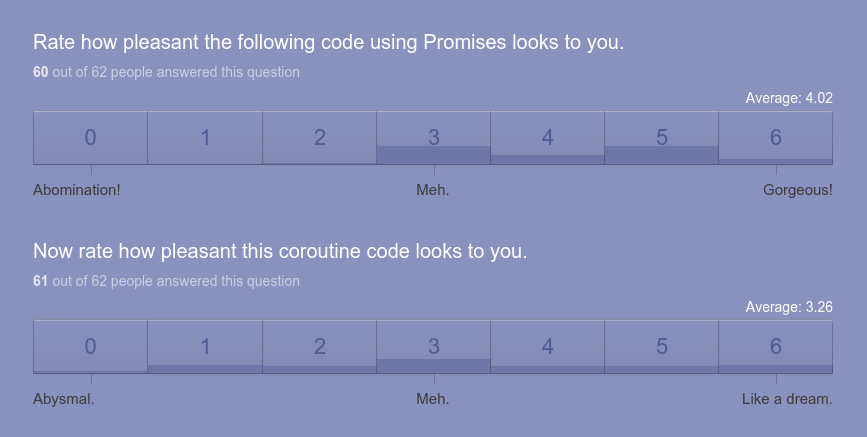 Rate how pleasant the following code using Promises looks to you.
60 out of 62 people answered this question
Average: 4.02
0 1 2 3 4 5 6
Abomination! Meh. Gorgeous!
Now rate how pleasant this coroutine code looks to you.
61 out of 62 people answered this question
Average: 3.26
0 1 2 3 4 5 6
Abysmal. Meh. Like a dream.